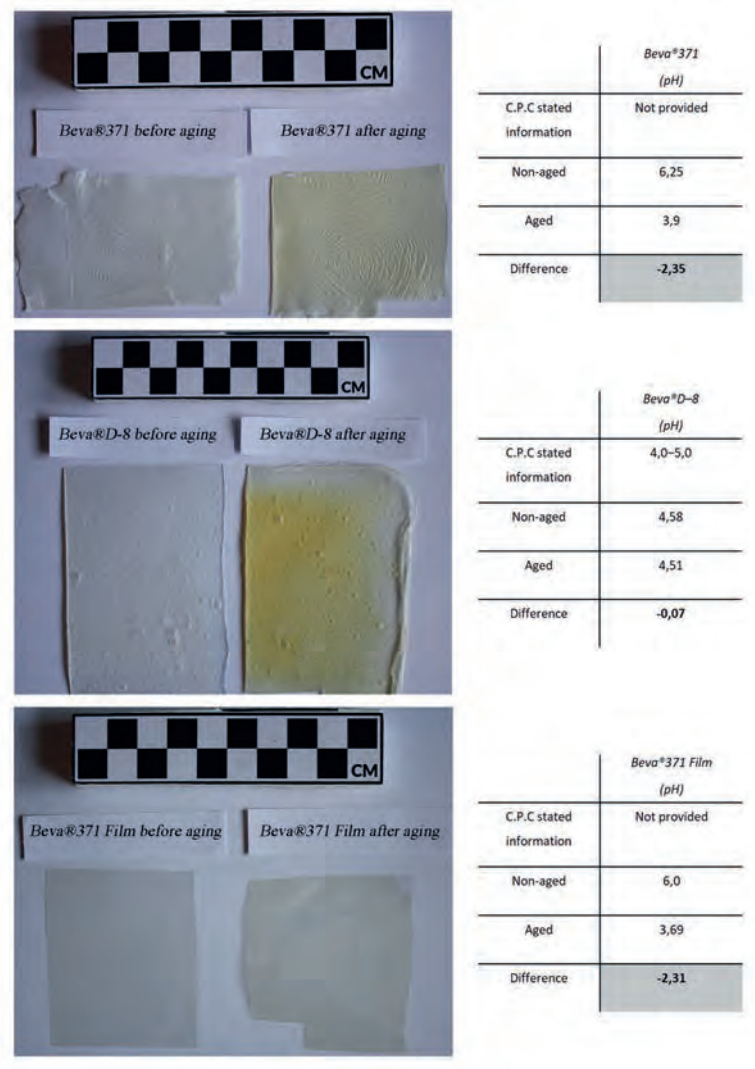 CM
Beva®371 before aging
Beva®371 after aging
Beva®371
(pH)
C.P.C stated
information
Not provided
Non-aged
6,25
Aged
3,9
Difference
-2,35
CM
Beva®D-8 before aging
Beva®D-8 after aging
Beva®D–8
(pH)
C.P.C stated
information
4,0–5,0
Non-aged
4,58
Aged
4,51
Difference
-0,07
CM
Beva®371 Film before aging
Beva®371 Film after aging
Beva®371 Film
(pH)
C.P.C stated
information
Not provided
Non-aged
6,0
Aged
3,69
Difference
-2,31